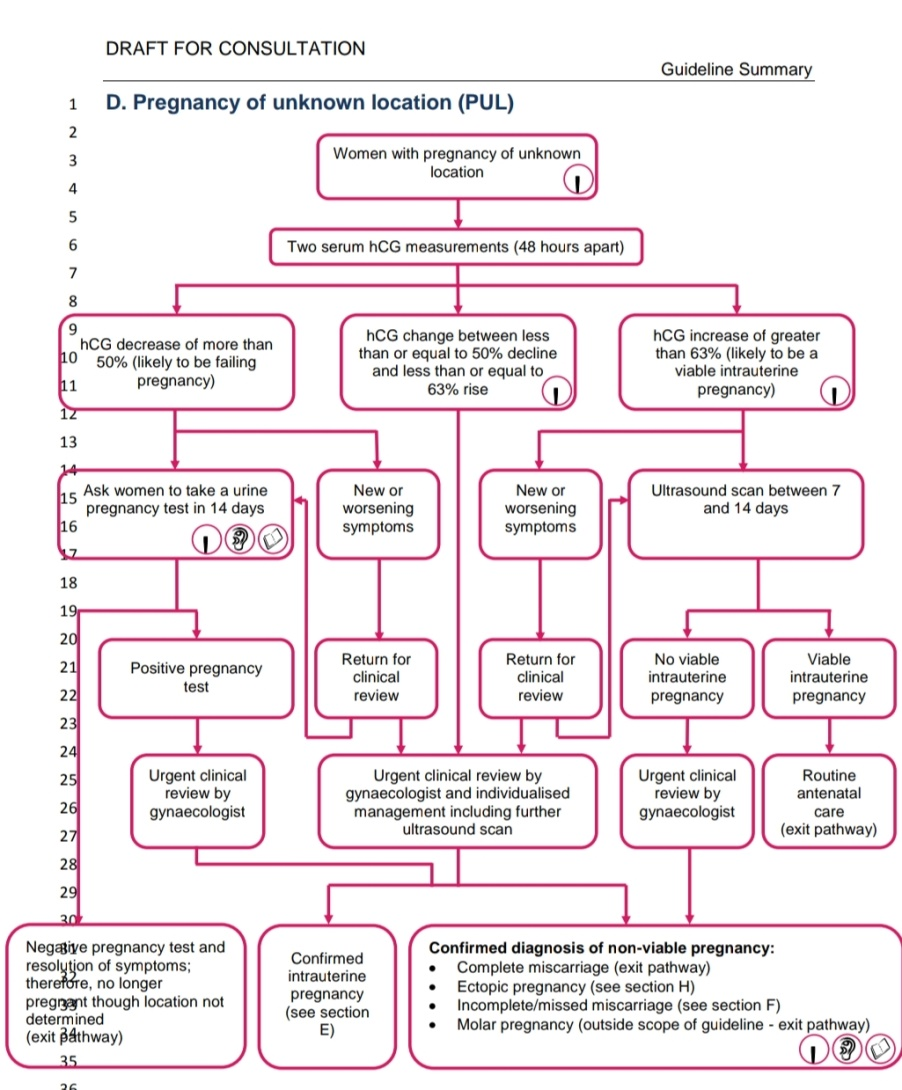 DRAFT FOR CONSULTATION
Guideline Summary
1 D. Pregnancy of unknown location (PUL)
2
3
4
5
6
7
8
9
10
11
12
13
14
15
16
17
18
19
20
21
22
23
24
25
26
27
28
29
30
31
32
33
34
35
36
Women with pregnancy of unknown
location
Two serum hCG measurements (48 hours apart)
hCG decrease of more than
50% (likely to be failing
pregnancy)
hCG change between less
than or equal to 50% decline
and less than or equal to
63% rise
hCG increase of greater
than 63% (likely to be a
viable intrauterine
pregnancy)
Ask women to take a urine
pregnancy test in 14 days
New or
worsening
symptoms
New or
worsening
symptoms
Ultrasound scan between 7
and 14 days
Positive pregnancy
test
Return for
clinical
review
Return for
clinical
review
No viable
intrauterine
pregnancy
Viable
intrauterine
pregnancy
Urgent clinical
review by
gynaecologist
Urgent clinical review by
gynaecologist and individualised
management including further
ultrasound scan
Urgent clinical
review by
gynaecologist
Routine
antenatal
care
(exit pathway)
Negative pregnancy test and
resolution of symptoms;
therefore, no longer
pregnant though location not
determined
(exit pathway)
Confirmed
intrauterine
pregnancy
(see section
E)
Confirmed diagnosis of non-viable pregnancy:
• Complete miscarriage (exit pathway)
• Ectopic pregnancy (see section H)
• Incomplete/missed miscarriage (see section F)
• Molar pregnancy (outside scope of guideline - exit pathway)